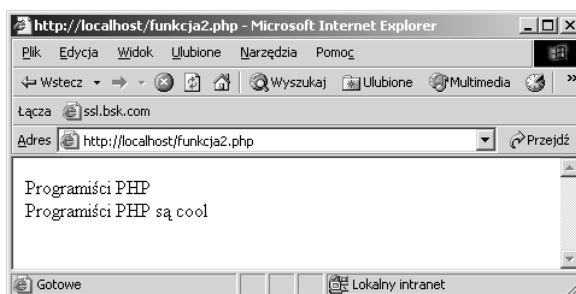 http://localhost/funkcja2.php - Microsoft Internet Explorer
Plik Edycja Widok Ulubione Narzędzia Pomoc
Wstecz Wyszukaj Ulubione Multimedia »
Łącza ssl.bsk.com
Adres http://localhost/funkcja2.php Przejdź
Programiści PHP
Programiści PHP są cool
Gotowe Lokalny intranet